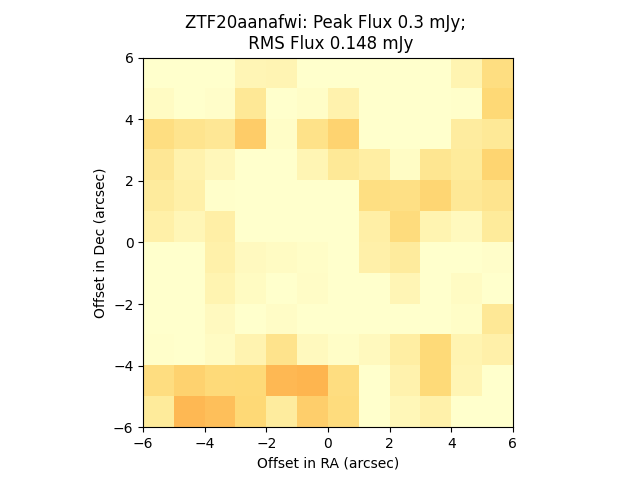 ZTF20aanafwi: Peak Flux 0.3 mJy;
RMS Flux 0.148 mJy
6
4
2
0
−2
−4
−6
Offset in Dec (arcsec)
−6 −4 −2 0 2 4 6
Offset in RA (arcsec)